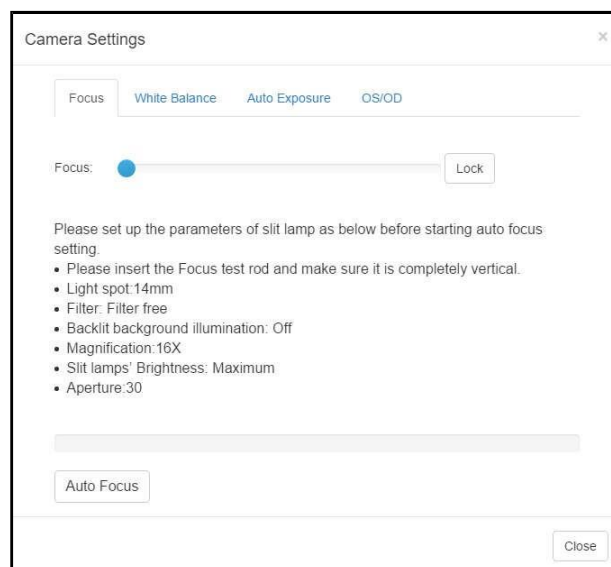 Camera Settings
×
Focus White Balance Auto Exposure OS/OD
Focus: Lock
Please set up the parameters of slit lamp as below before starting auto focus
setting.
• Please insert the Focus test rod and make sure it is completely vertical.
• Light spot:14mm
• Filter: Filter free
• Backlit background illumination: Off
• Magnification:16X
• Slit lamps' Brightness: Maximum
• Aperture:30
Auto Focus
Close